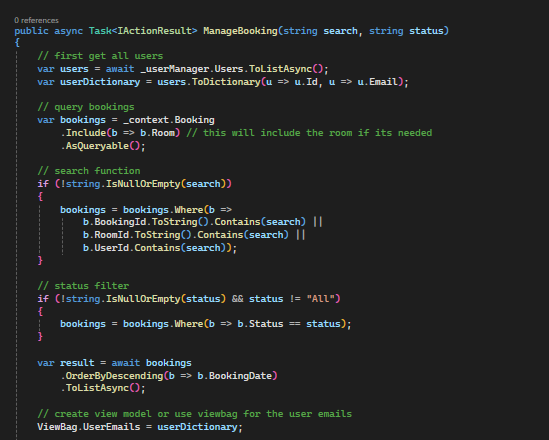 0 references
public async Task<IActionResult> ManageBooking(string search, string status)
{
// first get all users
var users = await _userManager.Users.ToListAsync();
var userDictionary = users.ToDictionary(u => u.Id, u => u.Email);
// query bookings
var bookings = _context.Booking
.Include(b => b.Room) // this will include the room if its needed
.AsQueryable();
// search function
if (!string.IsNullOrEmpty(search))
{
bookings = bookings.Where(b =>
b.BookingId.ToString().Contains(search) ||
b.RoomId.ToString().Contains(search) ||
b.UserId.Contains(search));
}
// status filter
if (!string.IsNullOrEmpty(status) && status != "All")
{
bookings = bookings.Where(b => b.Status == status);
}
var result = await bookings
.OrderByDescending(b => b.BookingDate)
.ToListAsync();
// create view model or use viewbag for the user emails
ViewBag.UserEmails = userDictionary;